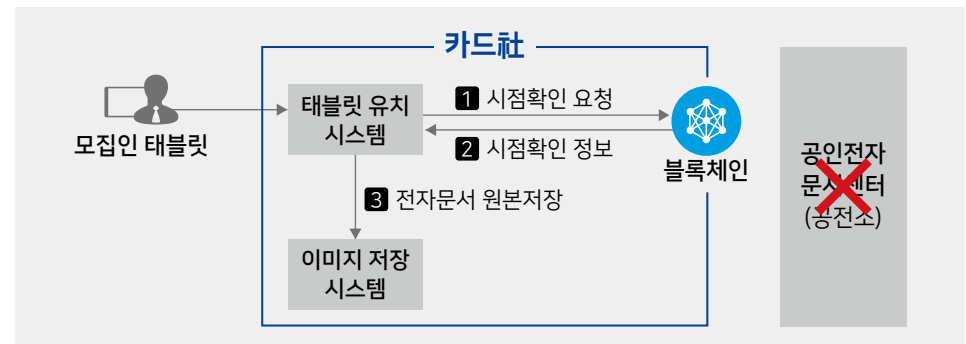 카드社
모집인 태블릿
태블릿 유치
시스템
1 시점확인 요청
2 시점확인 정보
블록체인
3 전자문서 원본저장
이미지 저장
시스템
공인전자
문서센터
(공전소)